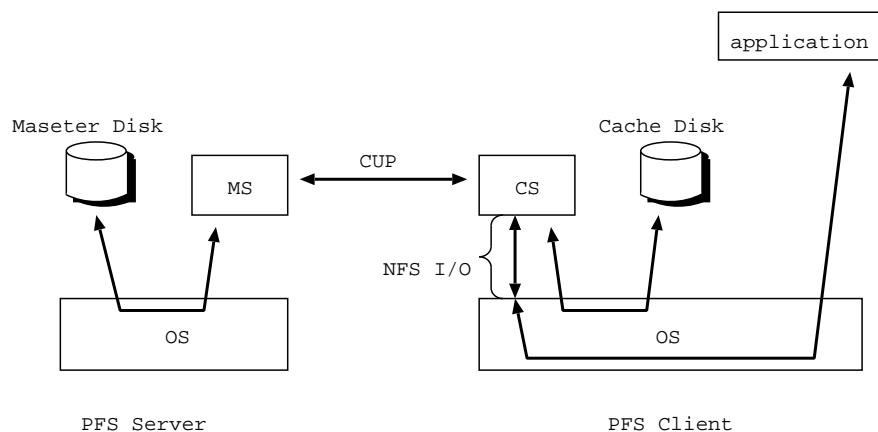 application
Maseter Disk
Cache Disk
CUP
MS
CS
NFS I/O
OS
OS
PFS Server
PFS Client